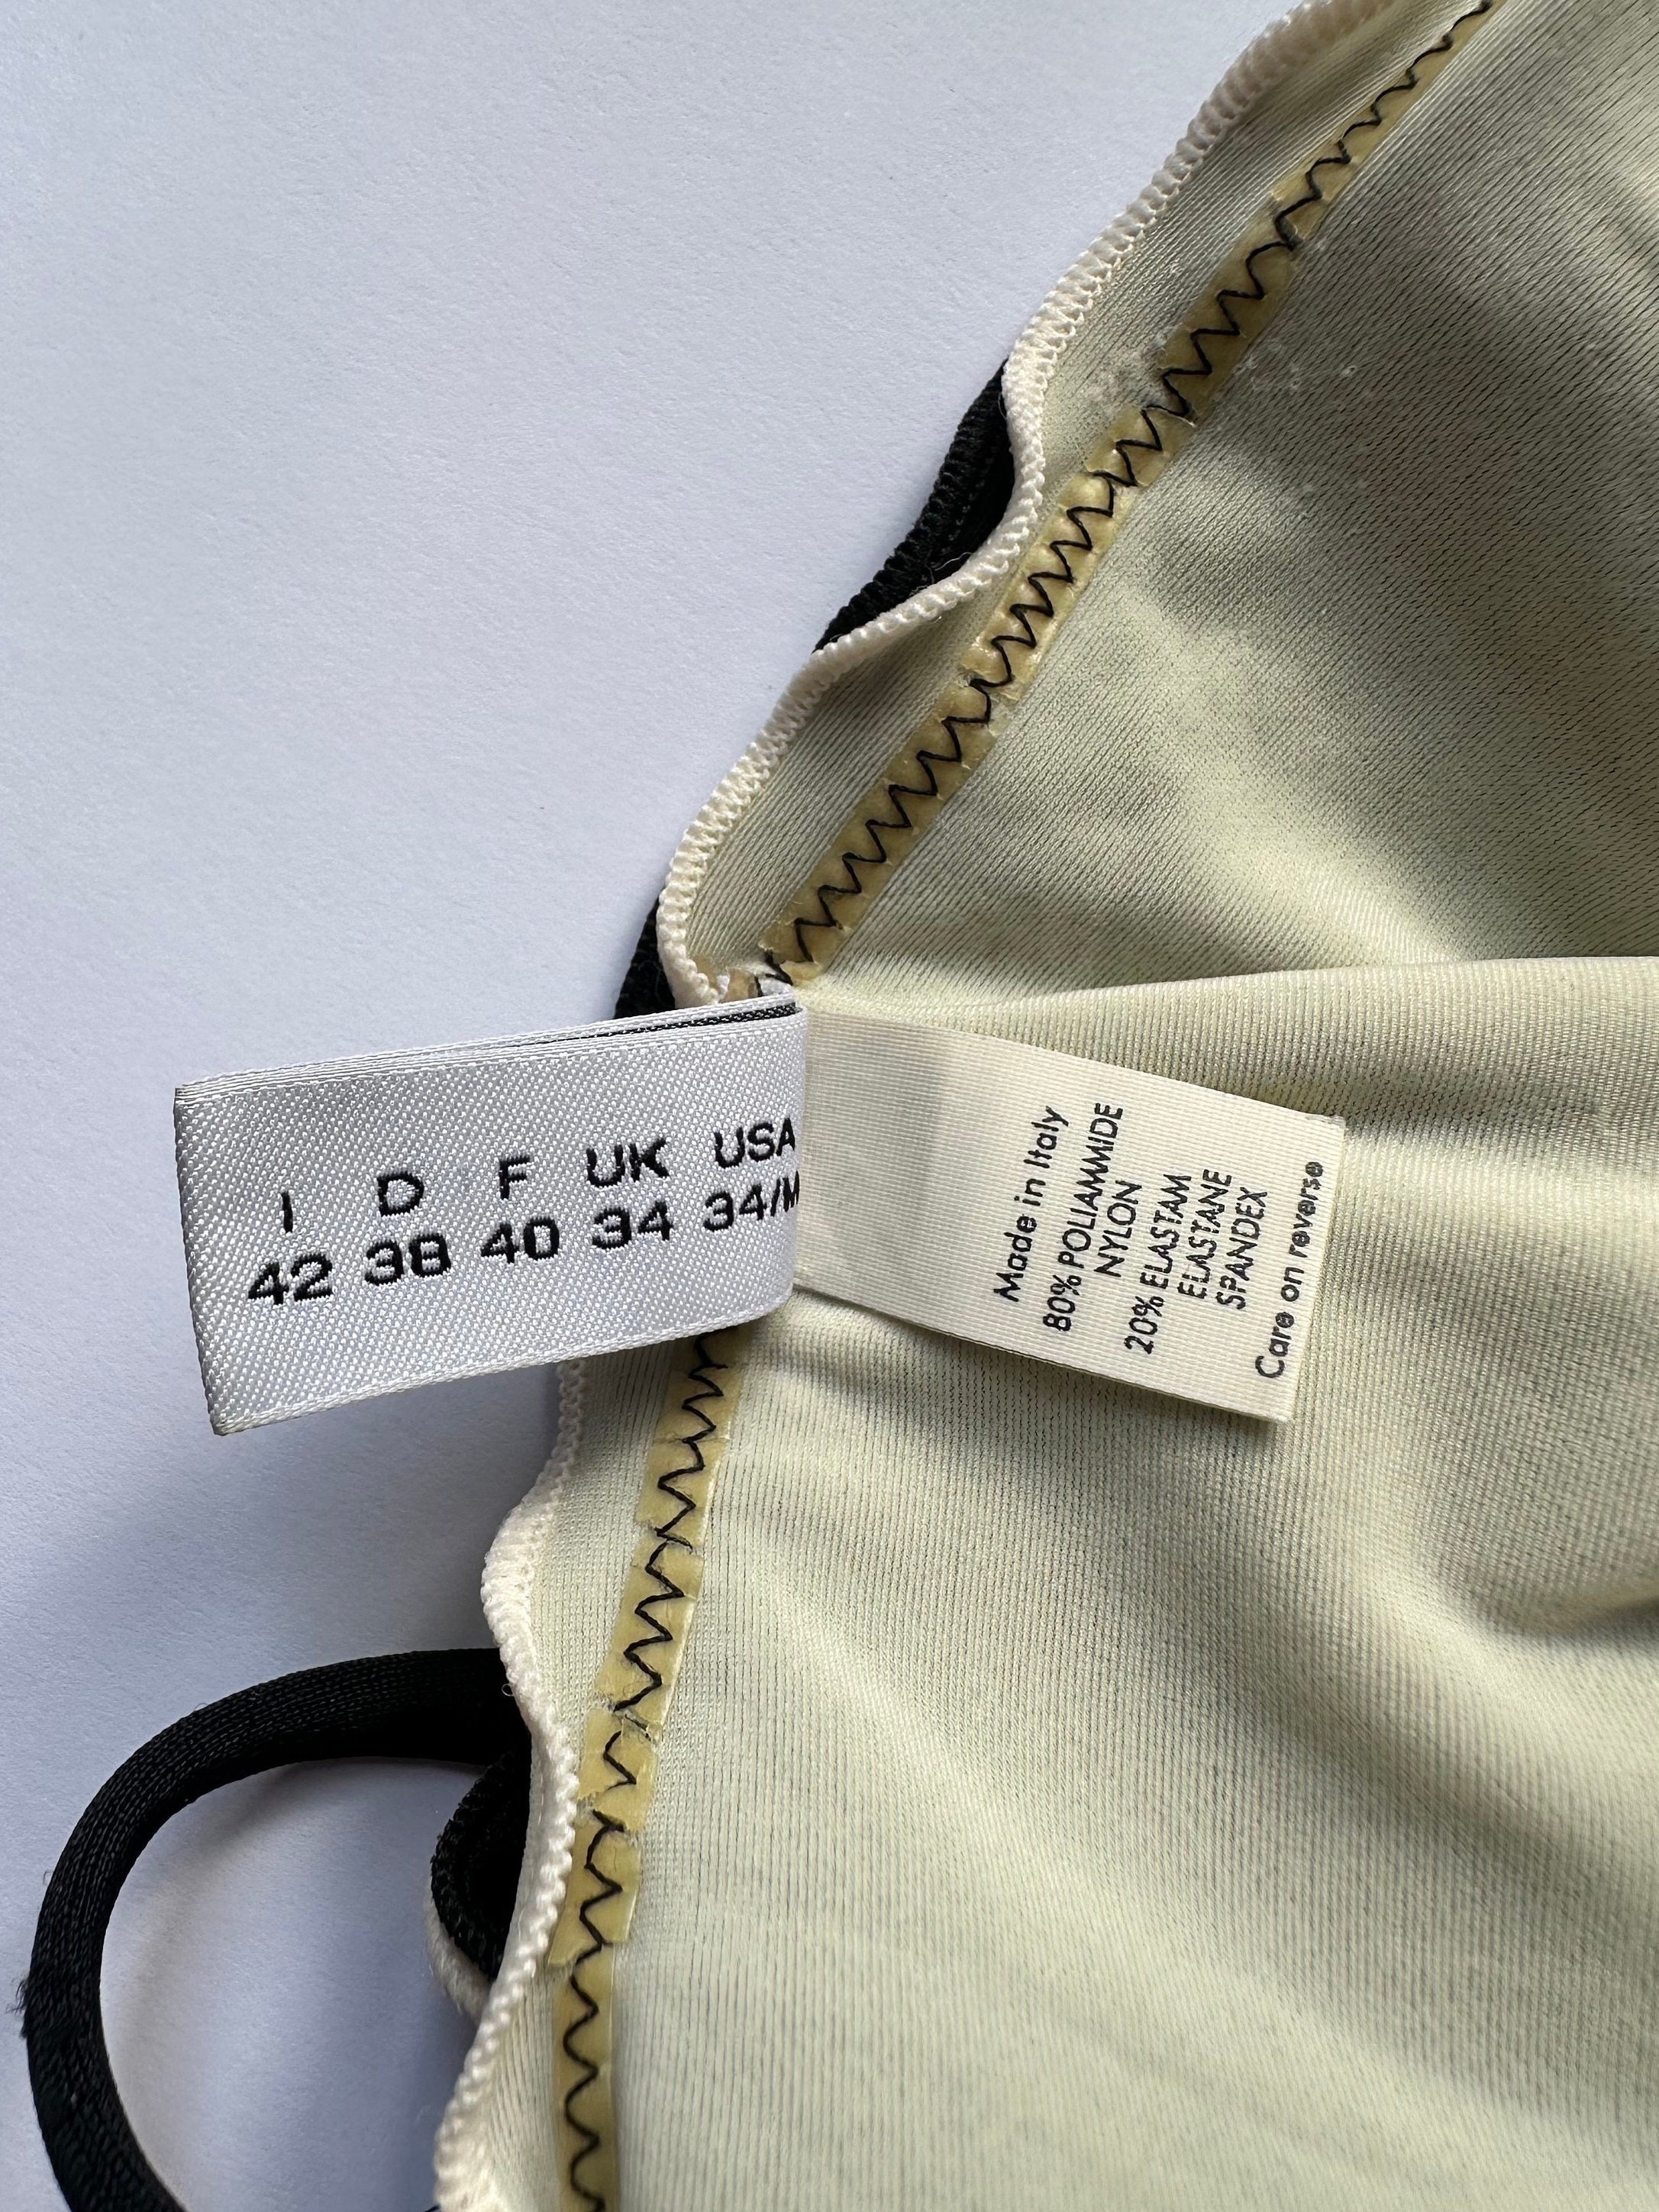 I D F UK USA
42 38 40 34 34/M
Made in Italy
80% POLIAMMIDE
NYLON
20% ELASTAM
ELASTANE
SPANDEX
Care on reverse